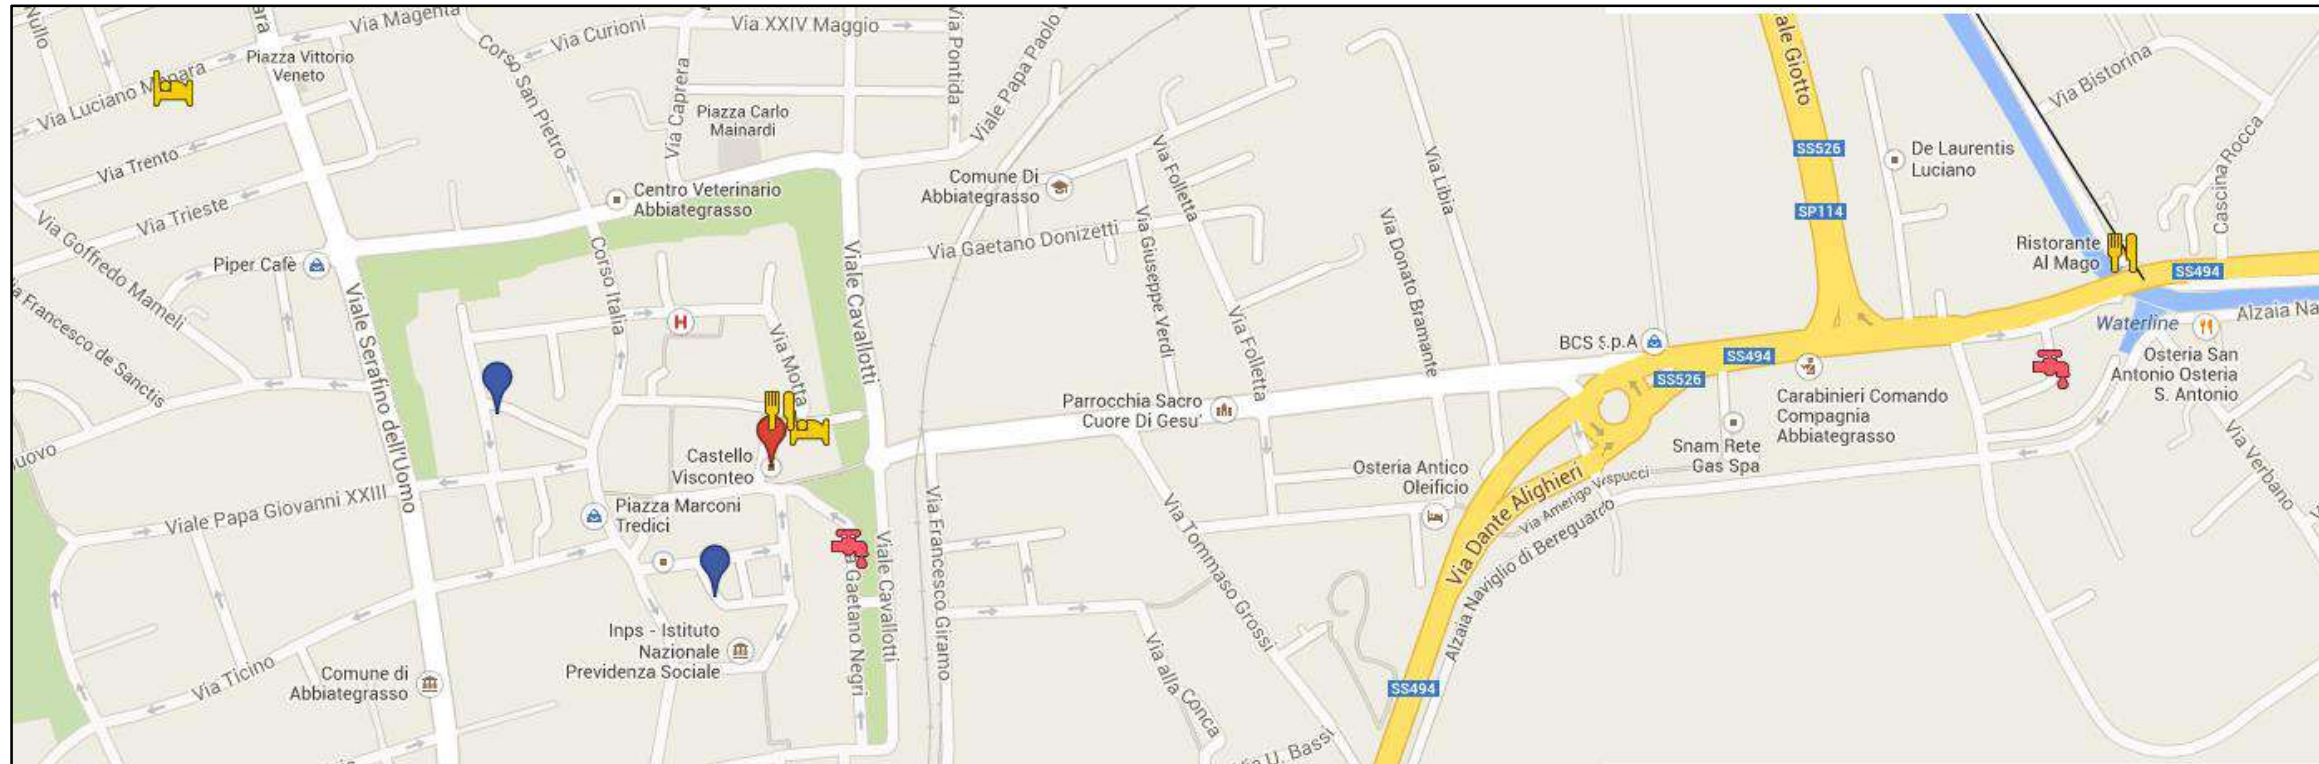 Nullo
Via Magenta
Corso San Pietro
Via Curioni
Via XXIV Maggio
Via Pontida
Viale Papa Paolo
ale Giotto
Via Bistorina
Piazza Vittorio
Veneto
Via Luciano Manara
Via Caprera
Piazza Carlo
Mainardi
Via Trento
Via Folletta
Via Libia
SS526
De Laurentis
Luciano
Cascina Rocca
Comune Di
Abbiategrasso
Centro Veterinario
Abbiategrasso
Via Trieste
Via Goffredo Mameli
SP114
Via Donato Bramante
Via Giuseppe Verdi
Via Gaetano Donizetti
Ristorante
Al Mago
SS494
Piper Cafè
Corso Italia
Viale Cavallotti
Via Francesco de Sanctis
Viale Serafino dell'Uomo
H
Via Motta
Via Folletta
BCS S.p.A
SS494
SS526
Waterline
Alzaia Na
Osteria San
Antonio Osteria
S. Antonio
Parrocchia Sacro
Cuore Di Gesu'
Carabinieri Comando
Compagnia
Abbiategrasso
Snam Rete
Gas Spa
uovo
Castello
Visconteo
Osteria Antico
Oleificio
Via Verbano
Viale Papa Giovanni XXIII
Piazza Marconi
Tredici
Via Dante Alighieri
Via Amerigo Vespucci
Alzaia Naviglio di Bereguardo
Via Francesco Giramo
Via Tommaso Grossi
Viale Cavallotti
a Gaetano Negri
Inps - Istituto
Nazionale
Previdenza Sociale
Via Ticino
Comune di
Abbiategrasso
Via alla Conca
SS494
Via U. Bassi